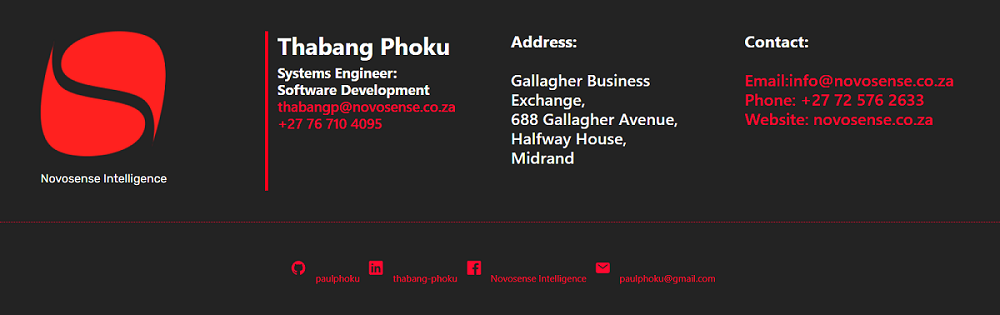 Novosense Intelligence
Thabang Phoku
Systems Engineer:
Software Development
thabangp@novosense.co.za
+27 76 710 4095
Address:
Gallagher Business
Exchange,
688 Gallagher Avenue,
Halfway House,
Midrand
Contact:
Email:info@novosense.co.za
Phone: +27 72 576 2633
Website: novosense.co.za
paulphoku thabang-phoku Novosense Intelligence paulphoku@gmail.com